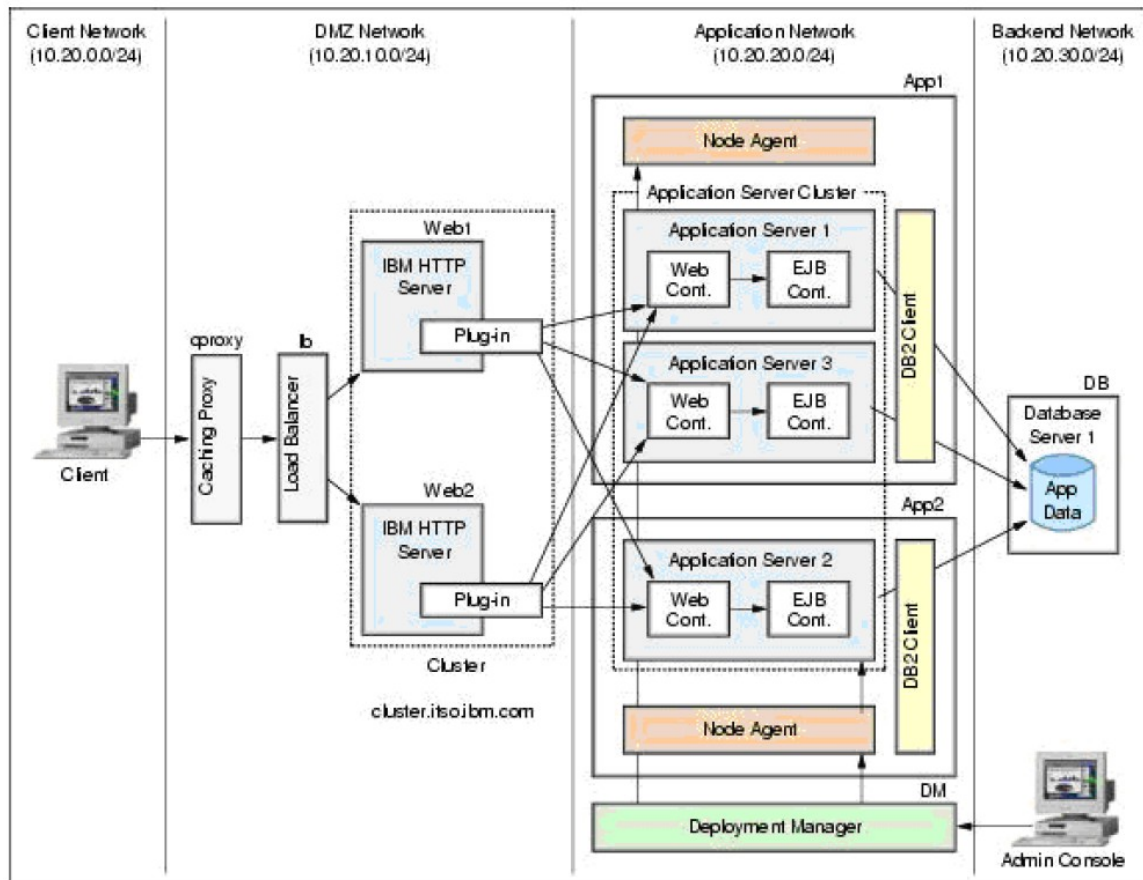 Client Network
(10.20.0.0/24)
DMZ Network
(10.20.10.0/24)
Application Network
(10.20.20.0/24)
Backend Network
(10.20.30.0/24)
App1
Node Agent
Application Server Cluster
Application Server 1
Web
Cont.
EJB
Cont.
Application Server 3
Web
Cont.
EJB
Cont.
DB2 Client
Web1
IBM HTTP
Server
Plug-in
cproxy
Caching Proxy
lb
Load Balancer
Client
Web2
IBM HTTP
Server
Plug-in
Cluster
cluster.itso.ibm.com
App2
Application Server 2
Web
Cont.
EJB
Cont.
DB2 Client
Node Agent
DB
Database
Server 1
App
Data
DM
Deployment Manager
Admin Console